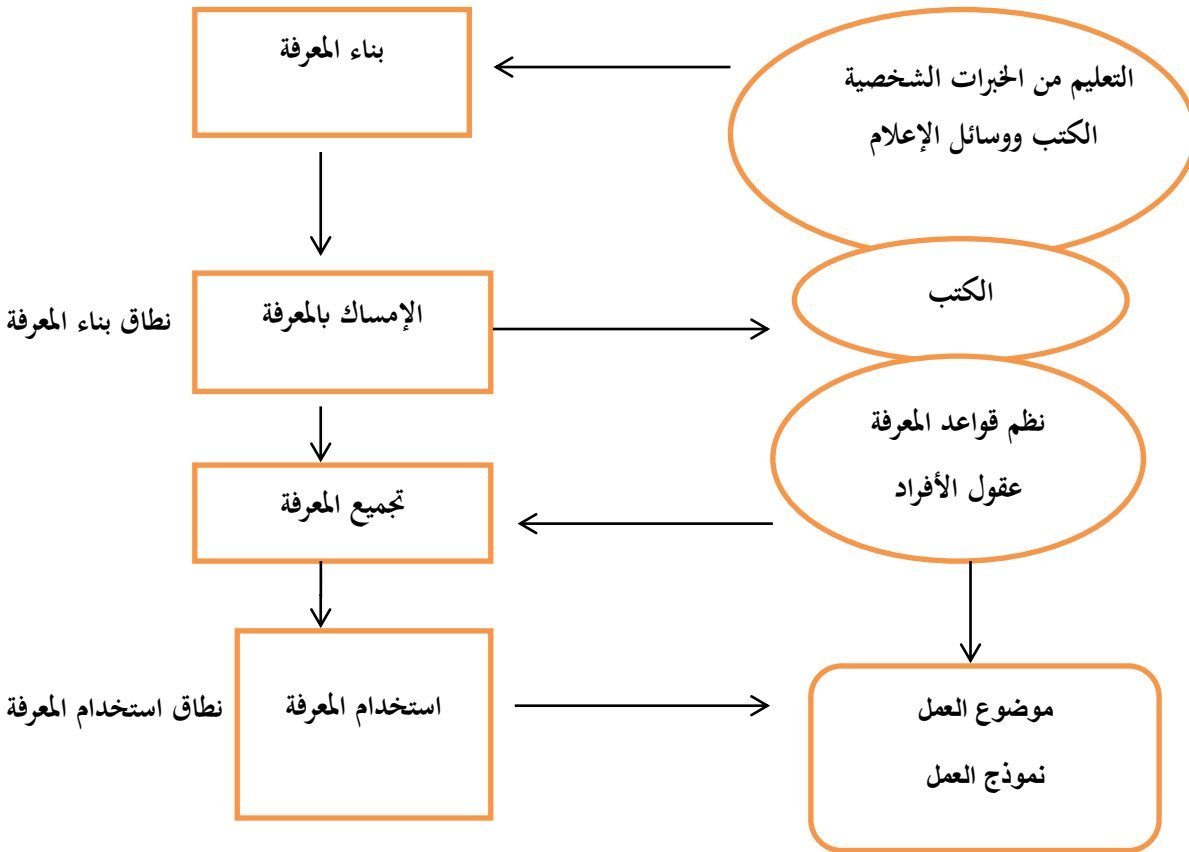 بناء المعرفة
التعليم من الخبرات الشخصية
الكتب ووسائل الإعلام
الكتب
الإمساك بالمعرفة
نطاق بناء المعرفة
نظم قواعد المعرفة
عقول الأفراد
تجميع المعرفة
موضوع العمل
نموذج العمل
استخدام المعرفة
نطاق استخدام المعرفة